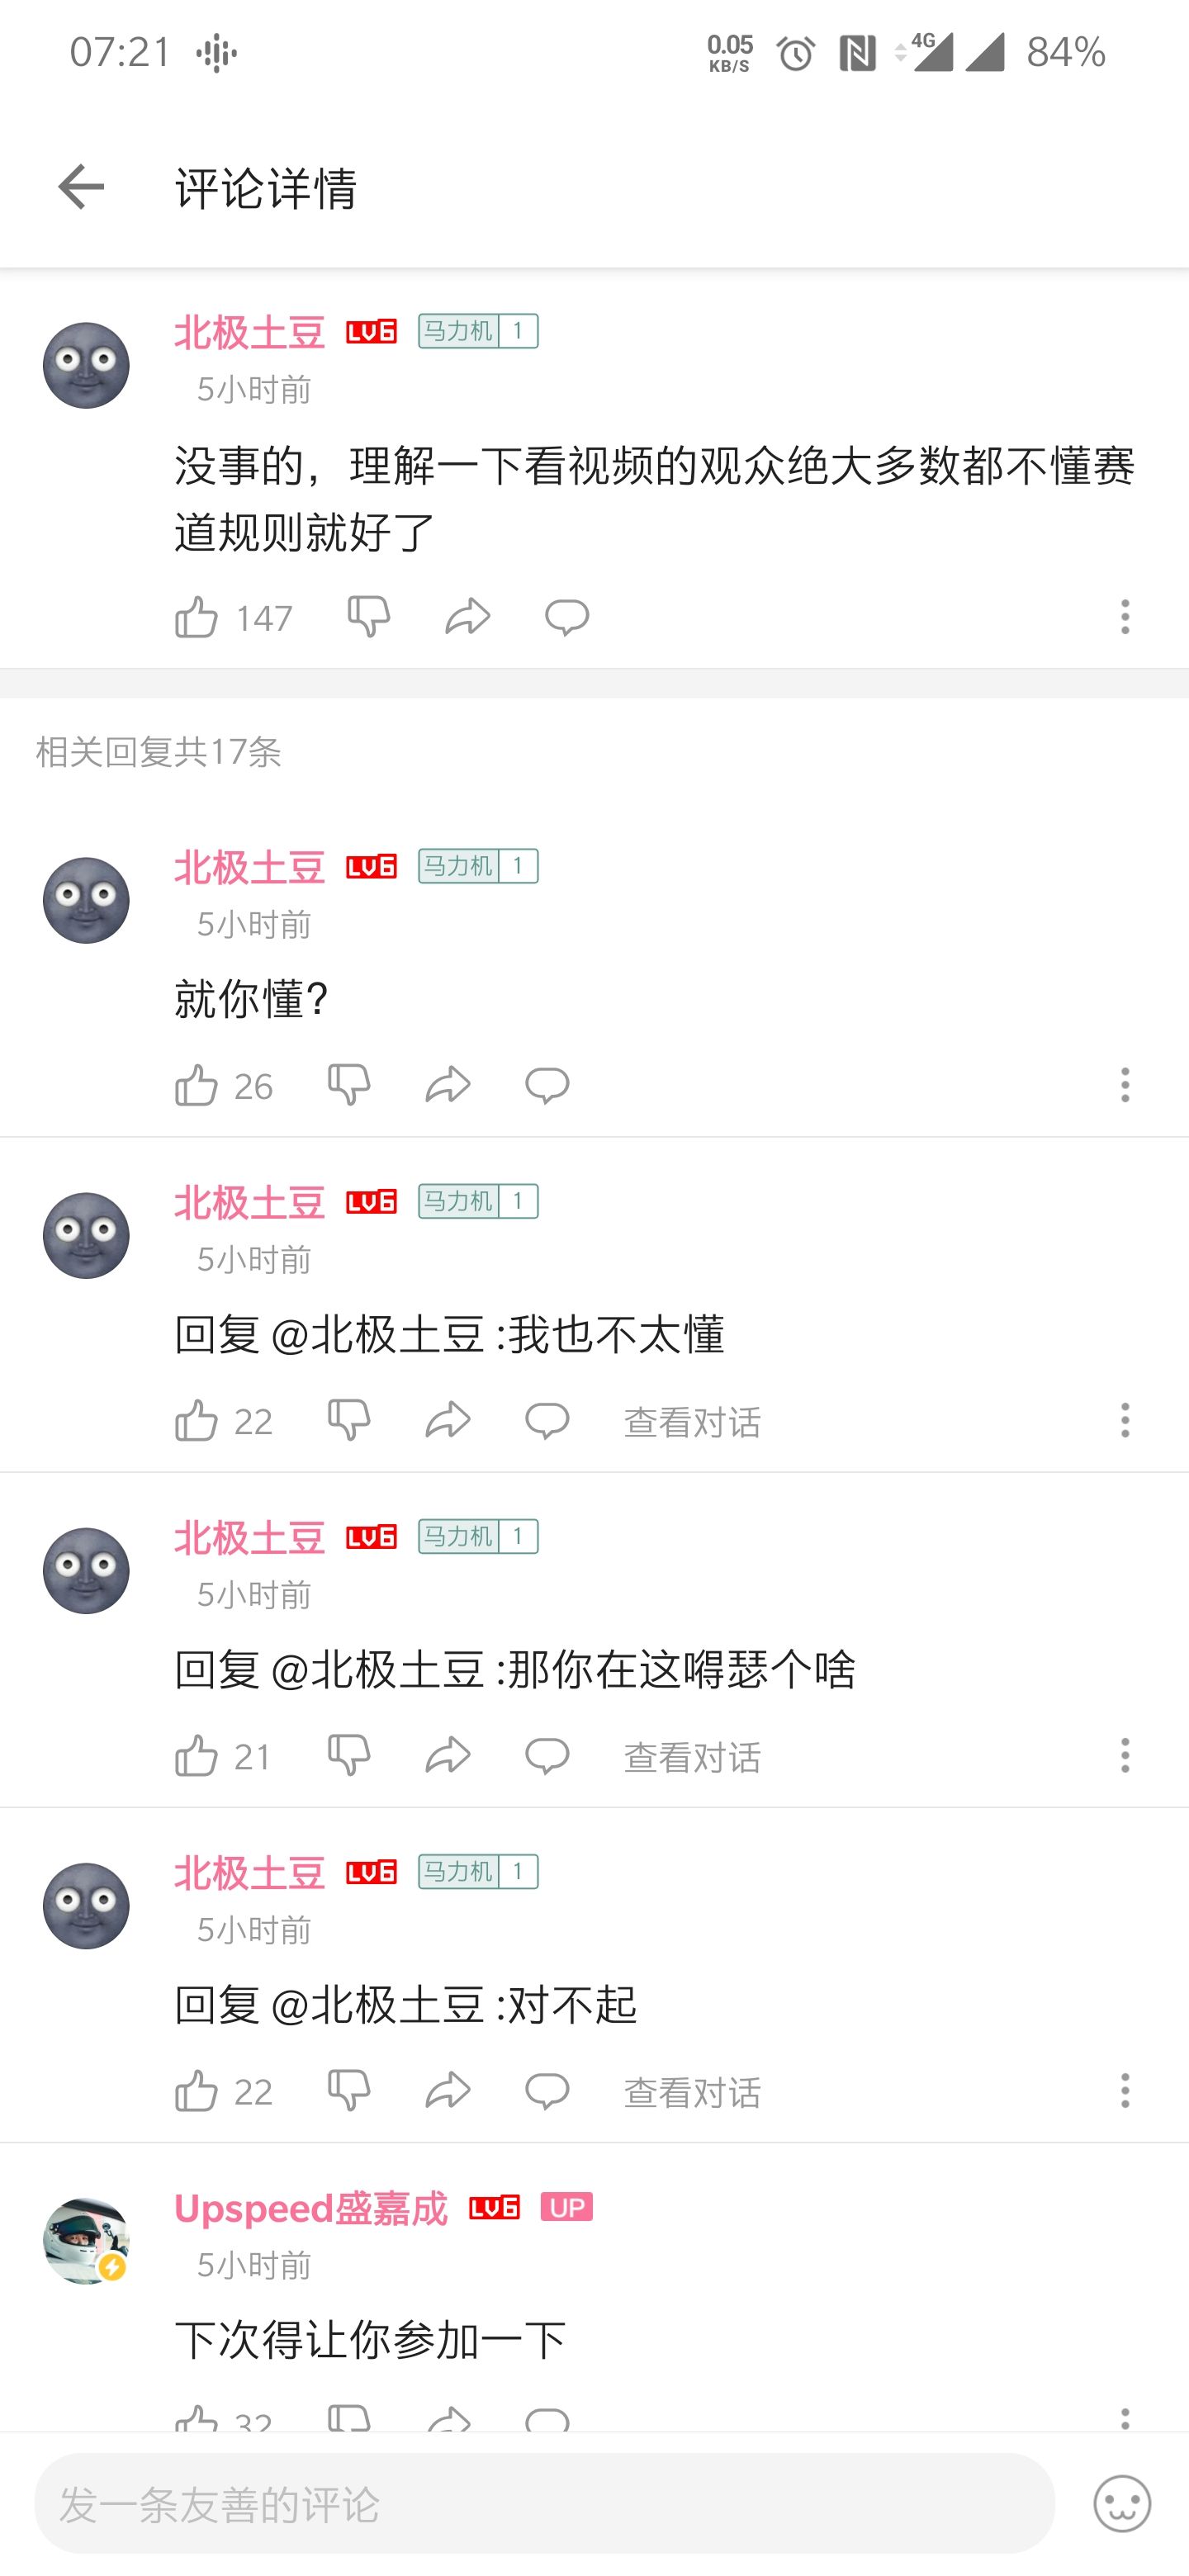 07:21 0.05 KB/S 4G 84%
评论详情
北极土豆 LV6 马力机 1
5小时前
没事的，理解一下看视频的观众绝大多数都不懂赛
道规则就好了
147
相关回复共17条
北极土豆 LV6 马力机 1
5小时前
就你懂？
26
北极土豆 LV6 马力机 1
5小时前
回复 @北极土豆 :我也不太懂
22 查看对话
北极土豆 LV6 马力机 1
5小时前
回复 @北极土豆 :那你在这嘚瑟个啥
21 查看对话
北极土豆 LV6 马力机 1
5小时前
回复 @北极土豆 :对不起
22 查看对话
Upspeed盛嘉成 LV6 UP
5小时前
下次得让你参加一下
32
发一条友善的评论